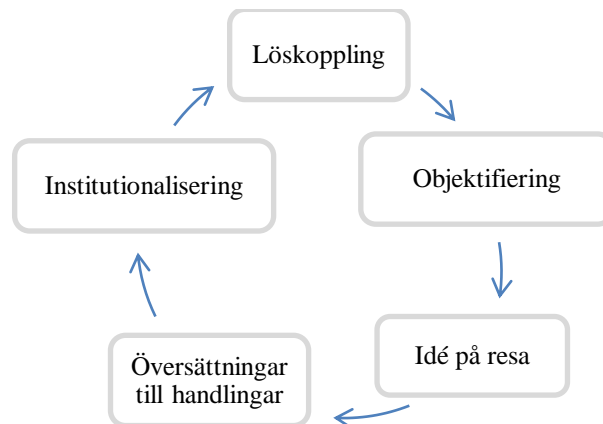 Löskoppling
Objektifiering
Idé på resa
Översättningar
till handlingar
Institutionalisering